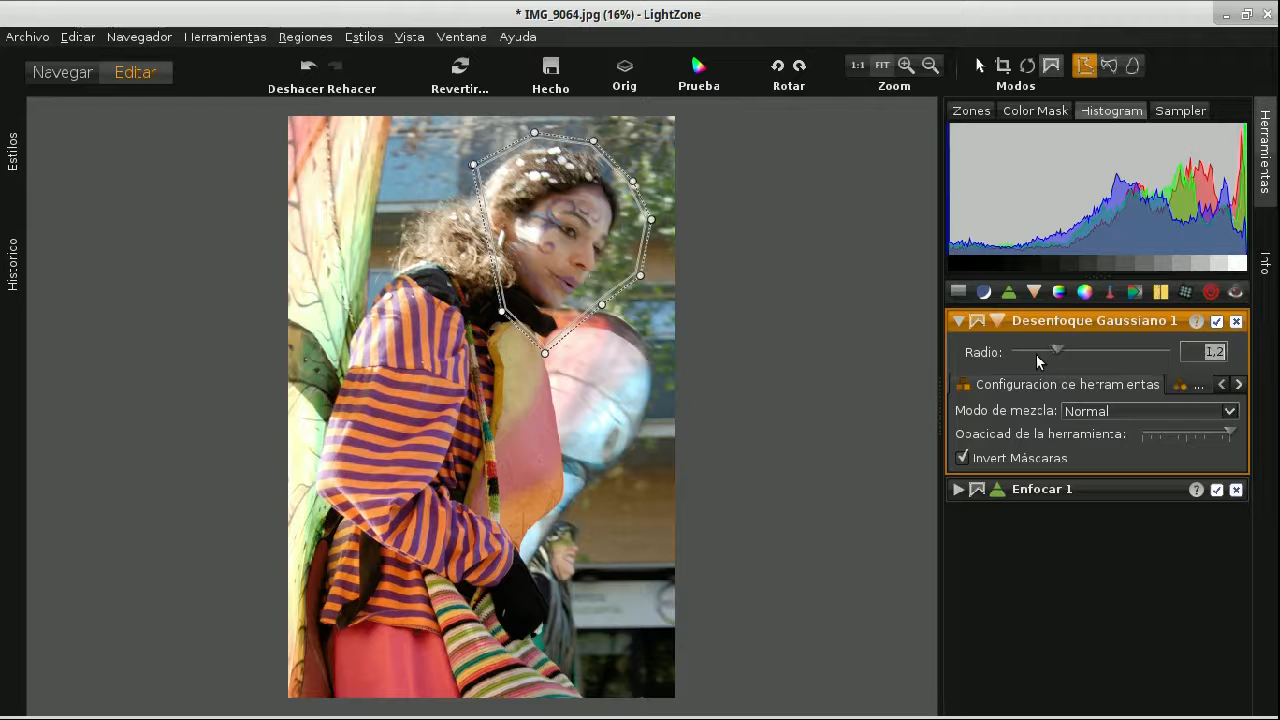 * IMG_9064.jpg (16%) - LightZone
Archivo Editar Navegador Herramientas Regiones Estilos Vista Ventana Ayuda
Navegar Editar
Deshacer Rehacer Revertir... Hecho Orig Prueba Rotar 1:1 FIT Zoom Modos
Estilos
Historico
Zones Color Mask Histogram Sampler
Herramientas
Info
Desenfoque Gaussiano 1 ?
Radio: 1,2
Configuracion de herramientas ... < >
Modo de mezcla: Normal
Opacidad de la herramienta:
Invert Máscaras
Enfocar 1 ?